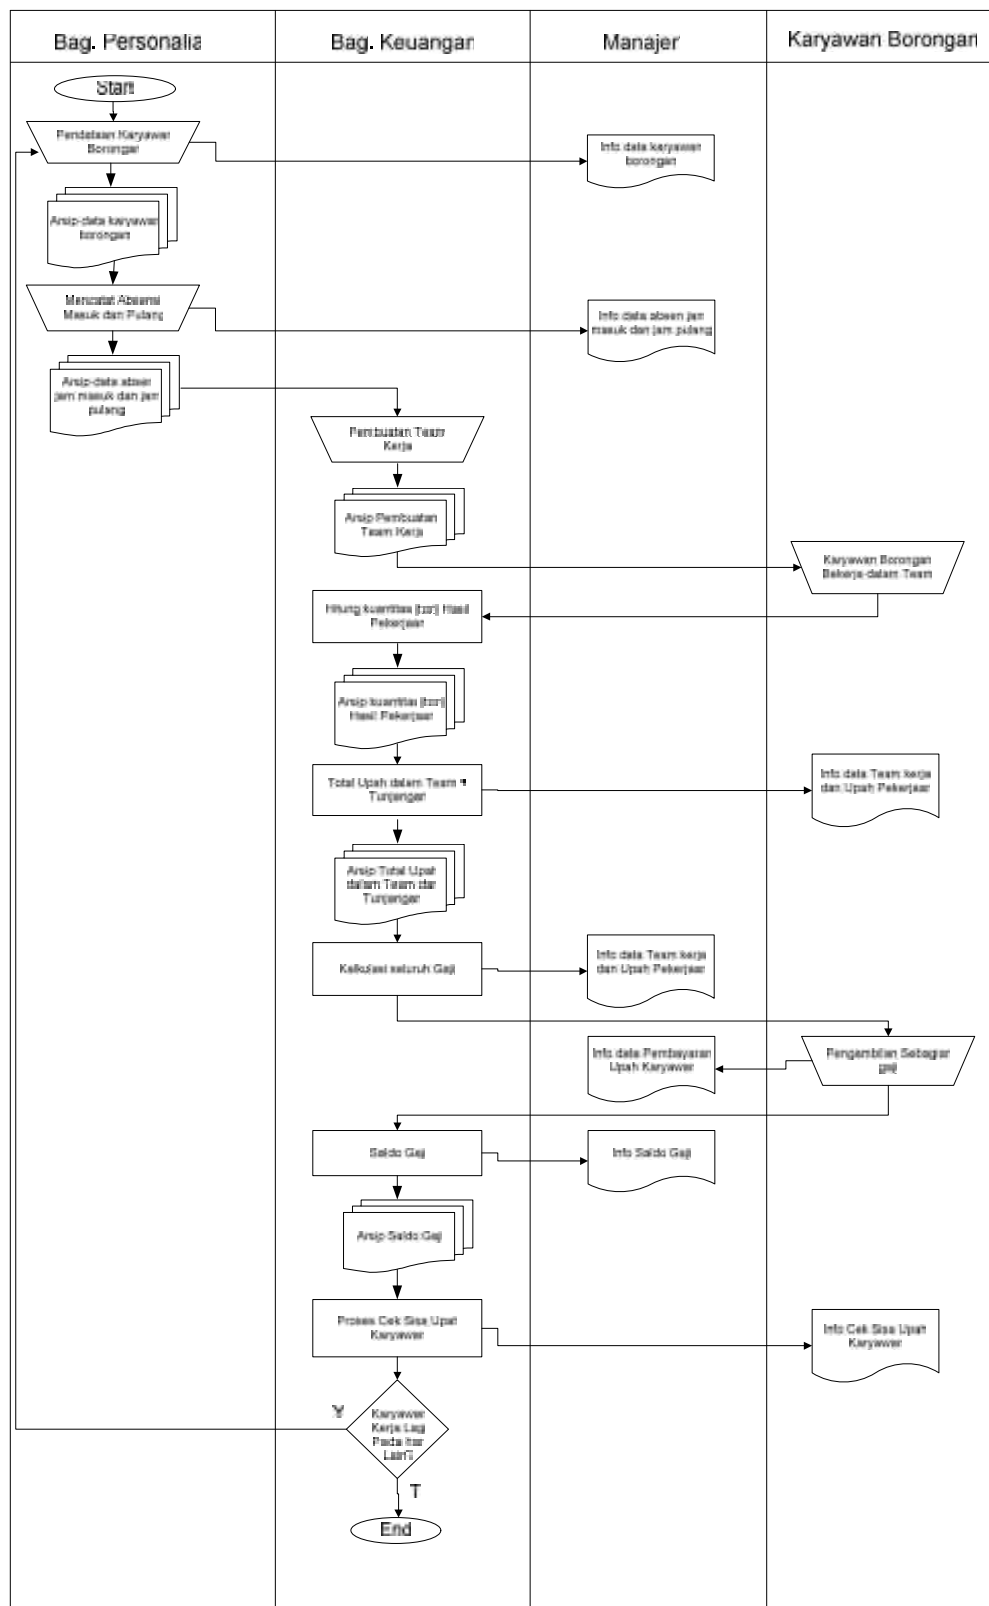 Bag. Personalia
Bag. Keuangan
Manajer
Karyawan Borongan
Start
Pendataan Karyawan
Borongan
Info data karyawan
borongan
Arsip data karyawan
borongan
Mencatat Absensi
Masuk dan Pulang
Info data absen jam
masuk dan jam pulang
Arsip data absen
jam masuk dan jam
pulang
Pembuatan Team
Kerja
Arsip Pembuatan
Team Kerja
Karyawan Borongan
Bekerja dalam Team
Hitung kuantitas (ton) Hasil
Pekerjaan
Arsip kuantitas (ton)
Hasil Pekerjaan
Total Upah dalam Team +
Tunjangan
Info data Team kerja
dan Upah Pekerjaan
Arsip Total Upah
dalam Team dan
Tunjangan
Kalkulasi seluruh Gaji
Info data Team kerja
dan Upah Pekerjaan
Info data Pembayaran
Upah Karyawan
Pengambilan Sebagian
gaji
Saldo Gaji
Info Saldo Gaji
Arsip Saldo Gaji
Proses Cek Sisa Upah
Karyawan
Info Cek Sisa Upah
Karyawan
Y
Karyawan
Kerja Lagi
Pada hari
Lain?
T
End